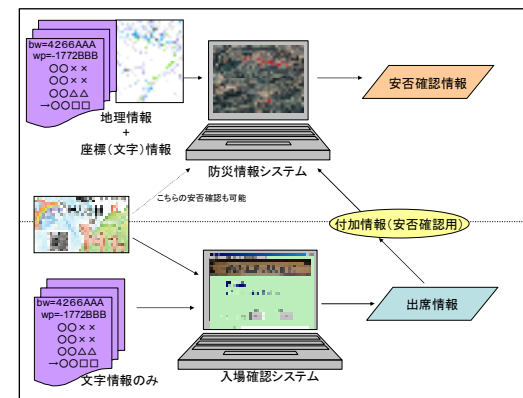 bw=4266AAA
wp=-1772BBB
○○××
○○××
○○△△
→○○□□
地理情報
+
座標(文字)情報
防災情報システム
安否確認情報
こちらの安否確認も可能
付加情報(安否確認用)
bw=4266AAA
wp=-1772BBB
○○××
○○××
○○△△
→○○□□
文字情報のみ
入場確認システム
出席情報